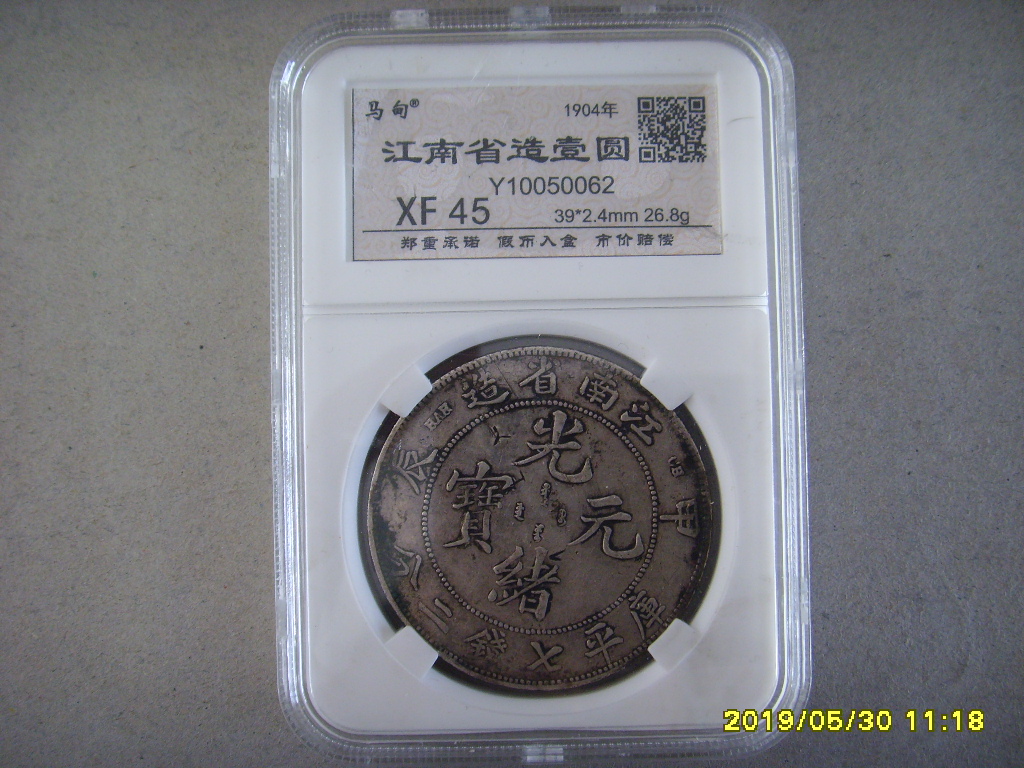 马甸®
1904年
江南省造壹圆
Y10050062
XF 45
39*2.4mm 26.8g
郑重承诺 假币入盒 市价赔偿
江南省造
甲
辰
光緒元寶
庫平七錢二分
2019/05/30 11:18